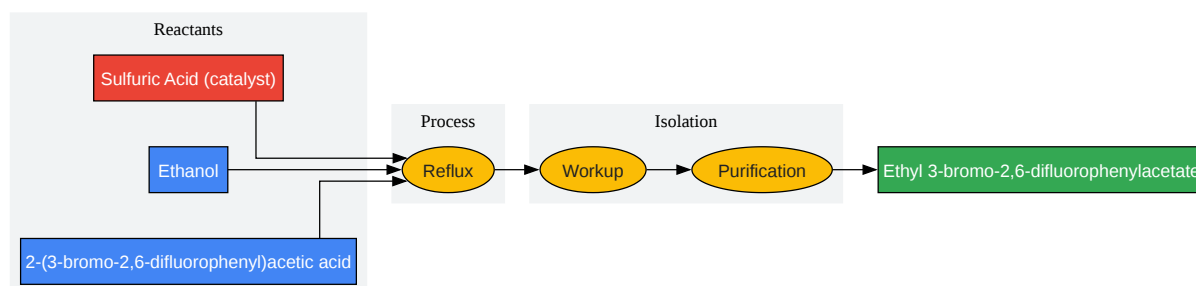 Reactants
Sulfuric Acid (catalyst)
Ethanol
2-(3-bromo-2,6-difluorophenyl)acetic acid
Process
Reflux
Isolation
Workup
Purification
Ethyl 3-bromo-2,6-difluorophenylacetate